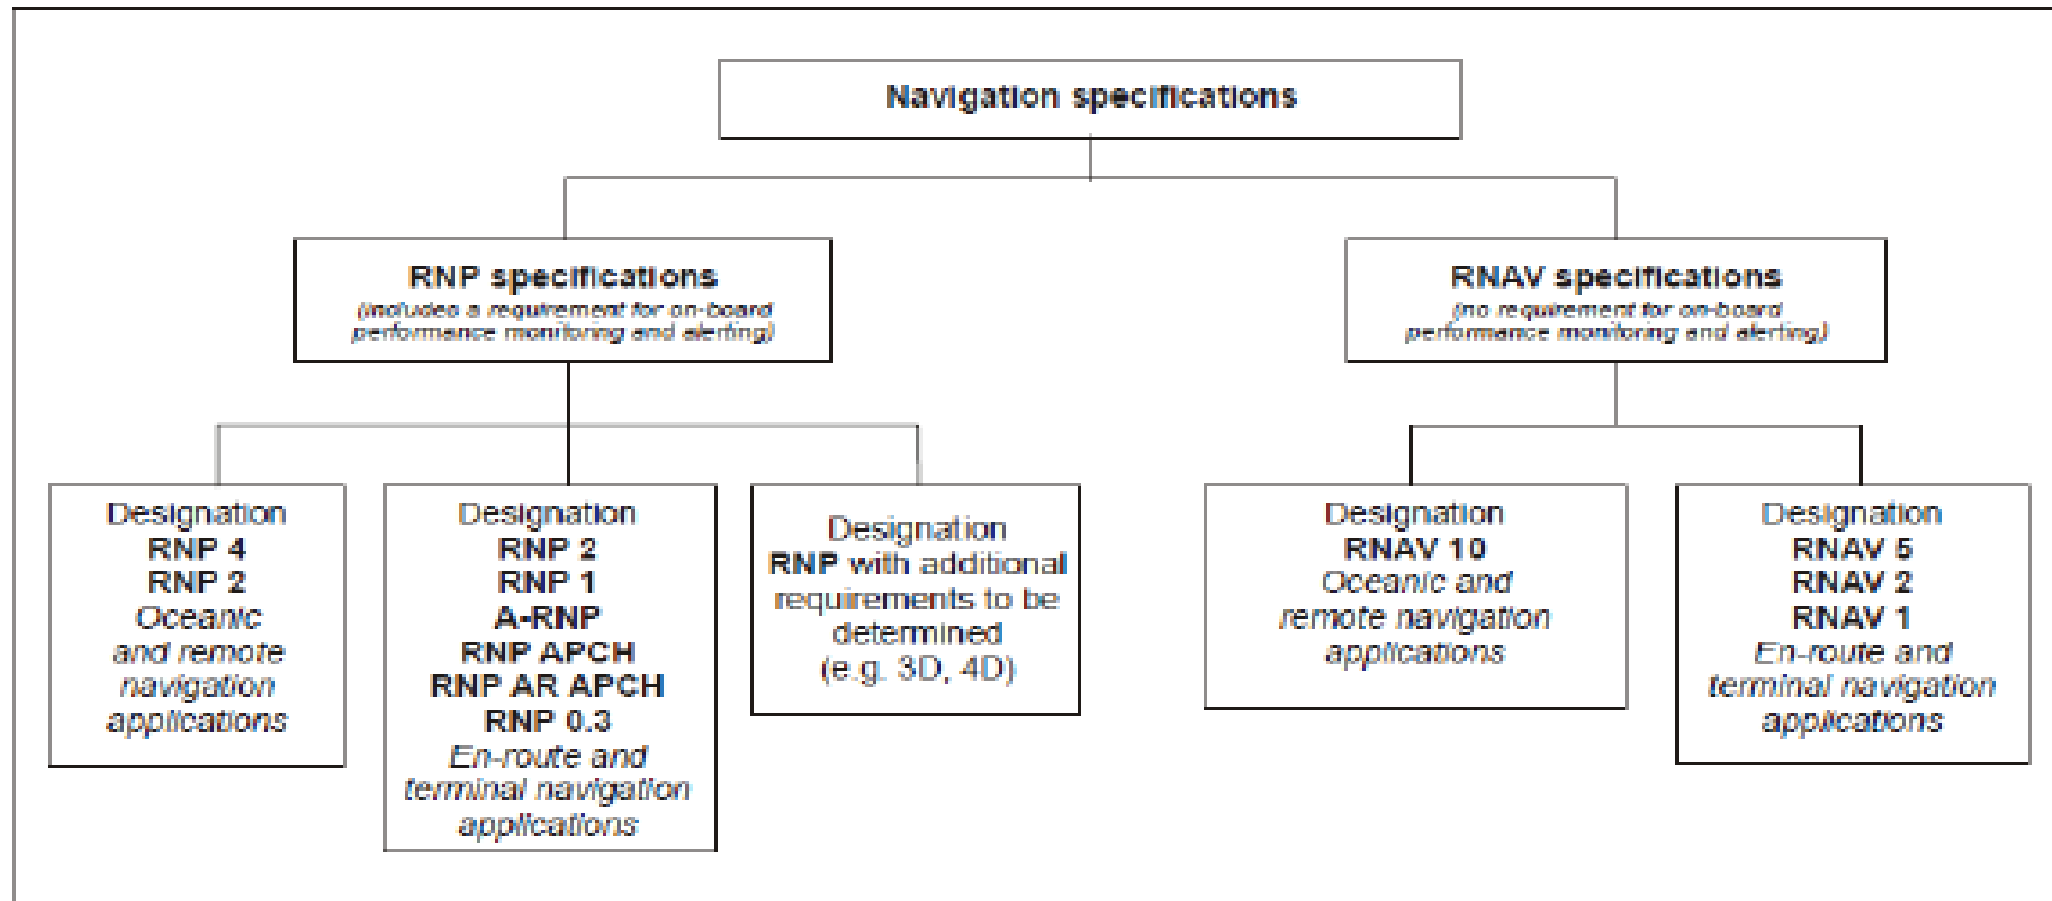 Navigation specifications
RNP specifications
(includes a requirement for on-board
performance monitoring and alerting)
RNAV specifications
(no requirement for on-board
performance monitoring and alerting)
Designation
RNP 4
RNP 2
Oceanic
and remote
navigation
applications
Designation
RNP 2
RNP 1
A-RNP
RNP APCH
RNP AR APCH
RNP 0.3
En-route and
terminal navigation
applications
Designation
RNP with additional
requirements to be
determined
(e.g. 3D, 4D)
Designation
RNAV 10
Oceanic and
remote navigation
applications
Designation
RNAV 5
RNAV 2
RNAV 1
En-route and
terminal navigation
applications